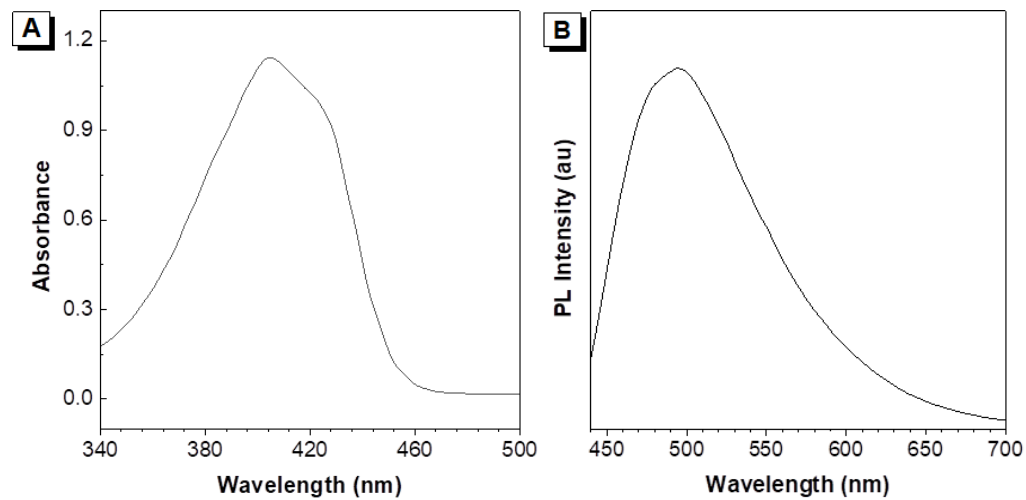 A
1.2
0.9
0.6
0.3
0.0
Absorbance
340 380 420 460 500
Wavelength (nm)
B
PL Intensity (au)
450 500 550 600 650 700
Wavelength (nm)